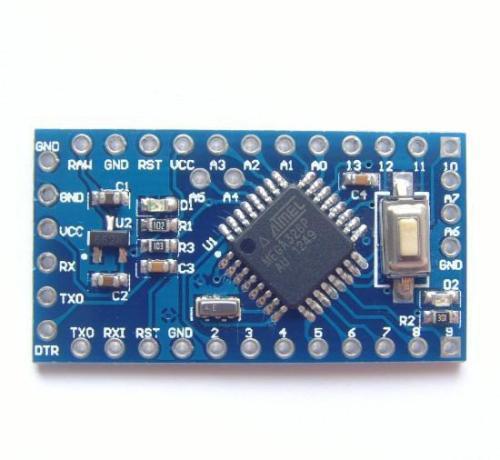 GND RAW GND RST VCC A3 A2 A1 A0 13 12 11 10
A5 A4
C1 D1 C4 A7
GND
U2 R1 A6
VCC U1 ATMEL
MEGA328P
R3 AU 1249
RX C3 GND
TXO C2 D2
R2 301
DTR TXO RXI RST GND 2 3 4 5 6 7 8 9